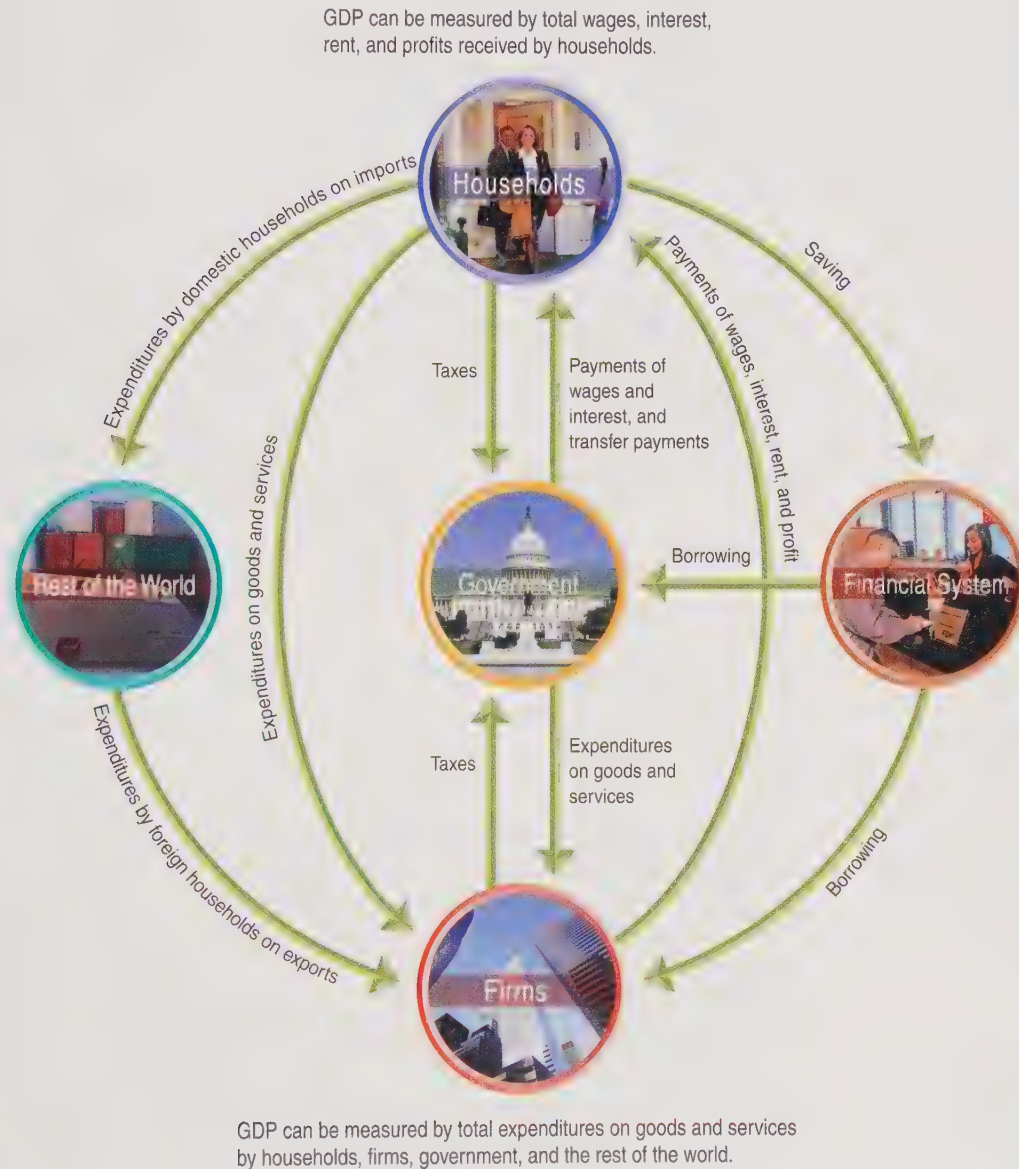 GDP can be measured by total wages, interest,
rent, and profits received by households.
Households
Expenditures by domestic households on imports
Saving
Payments of wages, interest, rent, and profit
Taxes
Payments of
wages and
interest, and
transfer payments
Expenditures on goods and services
Rest of the World
Government
Borrowing
Financial System
Expenditures by foreign households on exports
Taxes
Expenditures
on goods and
services
Borrowing
Firms
GDP can be measured by total expenditures on goods and services
by households, firms, government, and the rest of the world.